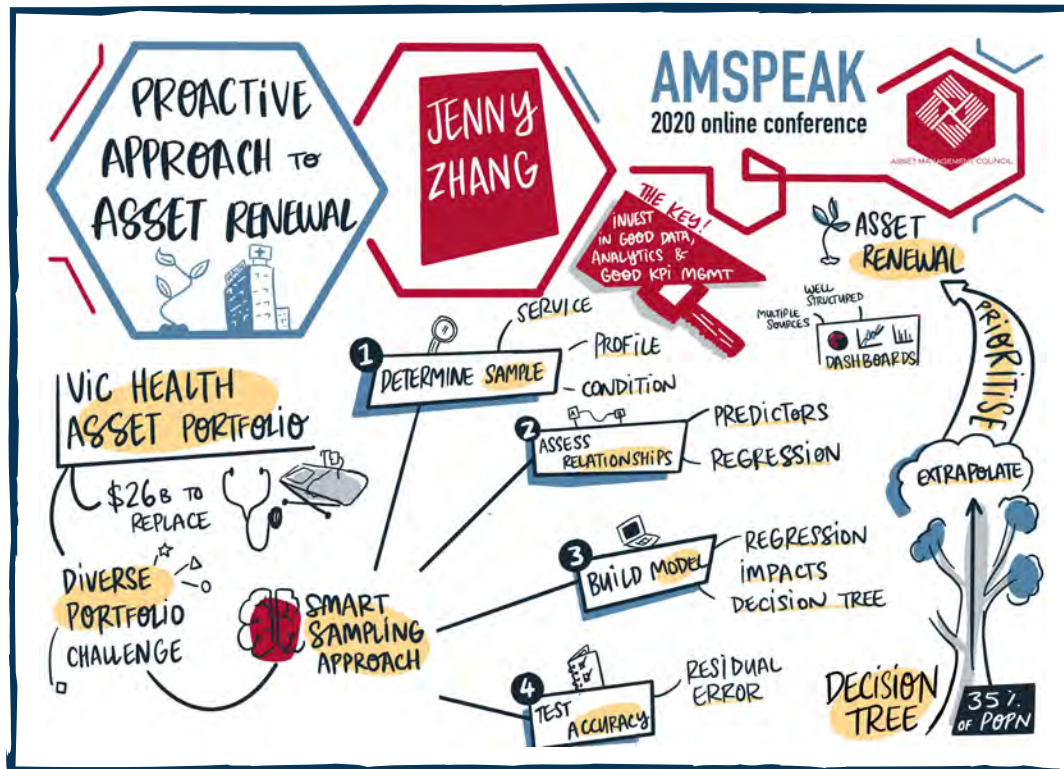 PROACTIVE
APPROACH TO
ASSET RENEWAL
JENNY
ZHANG
AMSPEAK
2020 online conference
ASSET MANAGEMENT COUNCIL
THE KEY!
INVEST
IN GOOD DATA,
ANALYTICS &
GOOD KPI MGMT
ASSET
RENEWAL
WELL
STRUCTURED
MULTIPLE
SOURCES
DASHBOARDS
PRIORITISE
EXTRAPOLATE
DECISION
TREE
35%
OF POPN
VIC HEALTH
ASSET PORTFOLIO
$26B TO
REPLACE
DIVERSE
PORTFOLIO
CHALLENGE
SMART
SAMPLING
APPROACH
1
DETERMINE SAMPLE
SERVICE
PROFILE
CONDITION
2
A B
ASSESS
RELATIONSHIPS
PREDICTORS
REGRESSION
3
BUILD MODEL
REGRESSION
IMPACTS
DECISION TREE
4
TEST
ACCURACY
RESIDUAL
ERROR